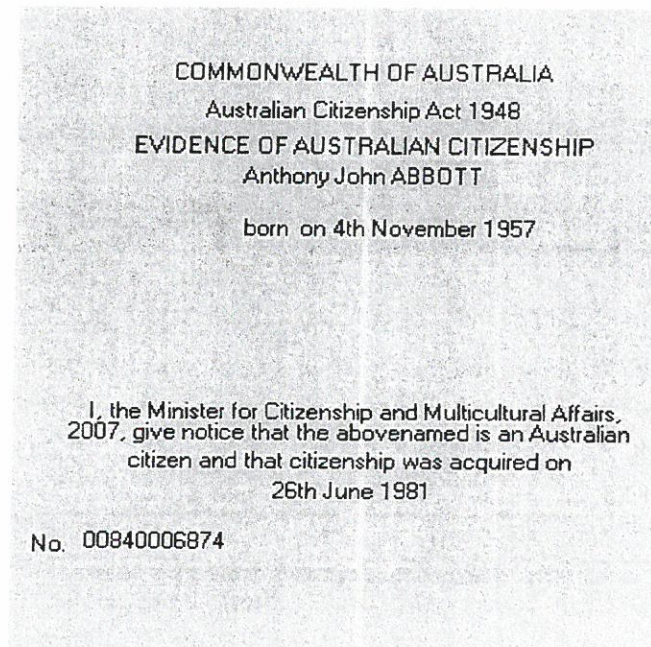 COMMONWEALTH OF AUSTRALIA
Australian Citizenship Act 1948
EVIDENCE OF AUSTRALIAN CITIZENSHIP
Anthony John ABBOTT
born on 4th November 1957
I, the Minister for Citizenship and Multicultural Affairs,
2007, give notice that the abovenamed is an Australian
citizen and that citizenship was acquired on
26th June 1981
No. 00840006874